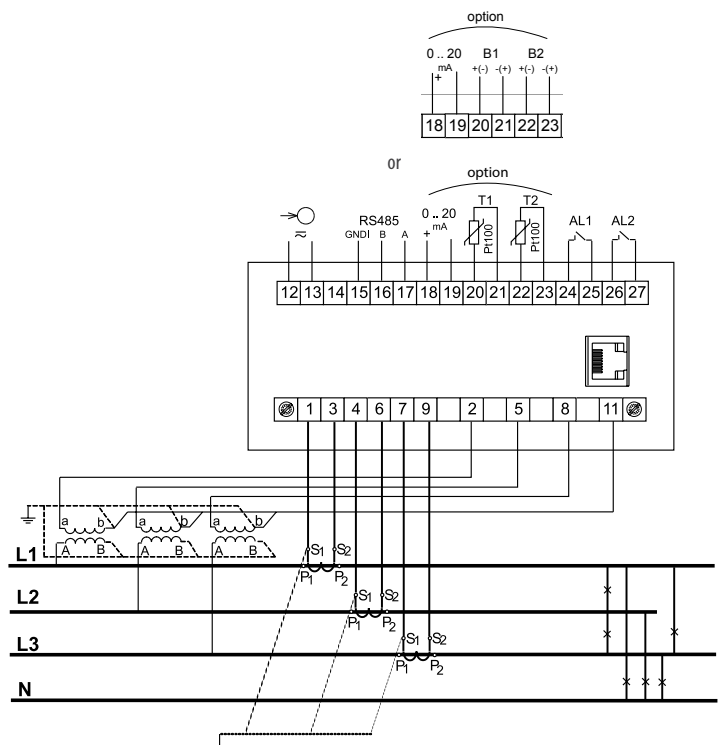 option
0 .. 20 B1 B2
mA +(-) -(+) +(-) -(+)
+
18 19 20 21 22 23
or
option
T1 T2
RS485 0 .. 20 AL1 AL2
GNDI B A + mA Pt100 Pt100
12 13 14 15 16 17 18 19 20 21 22 23 24 25 26 27
1 3 4 6 7 9 2 5 8 11
a b a b a b
A B A B A B
S1 S2
L1
P1 P2
S1 S2
L2
P1 P2
S1 S2
L3
P1 P2
N